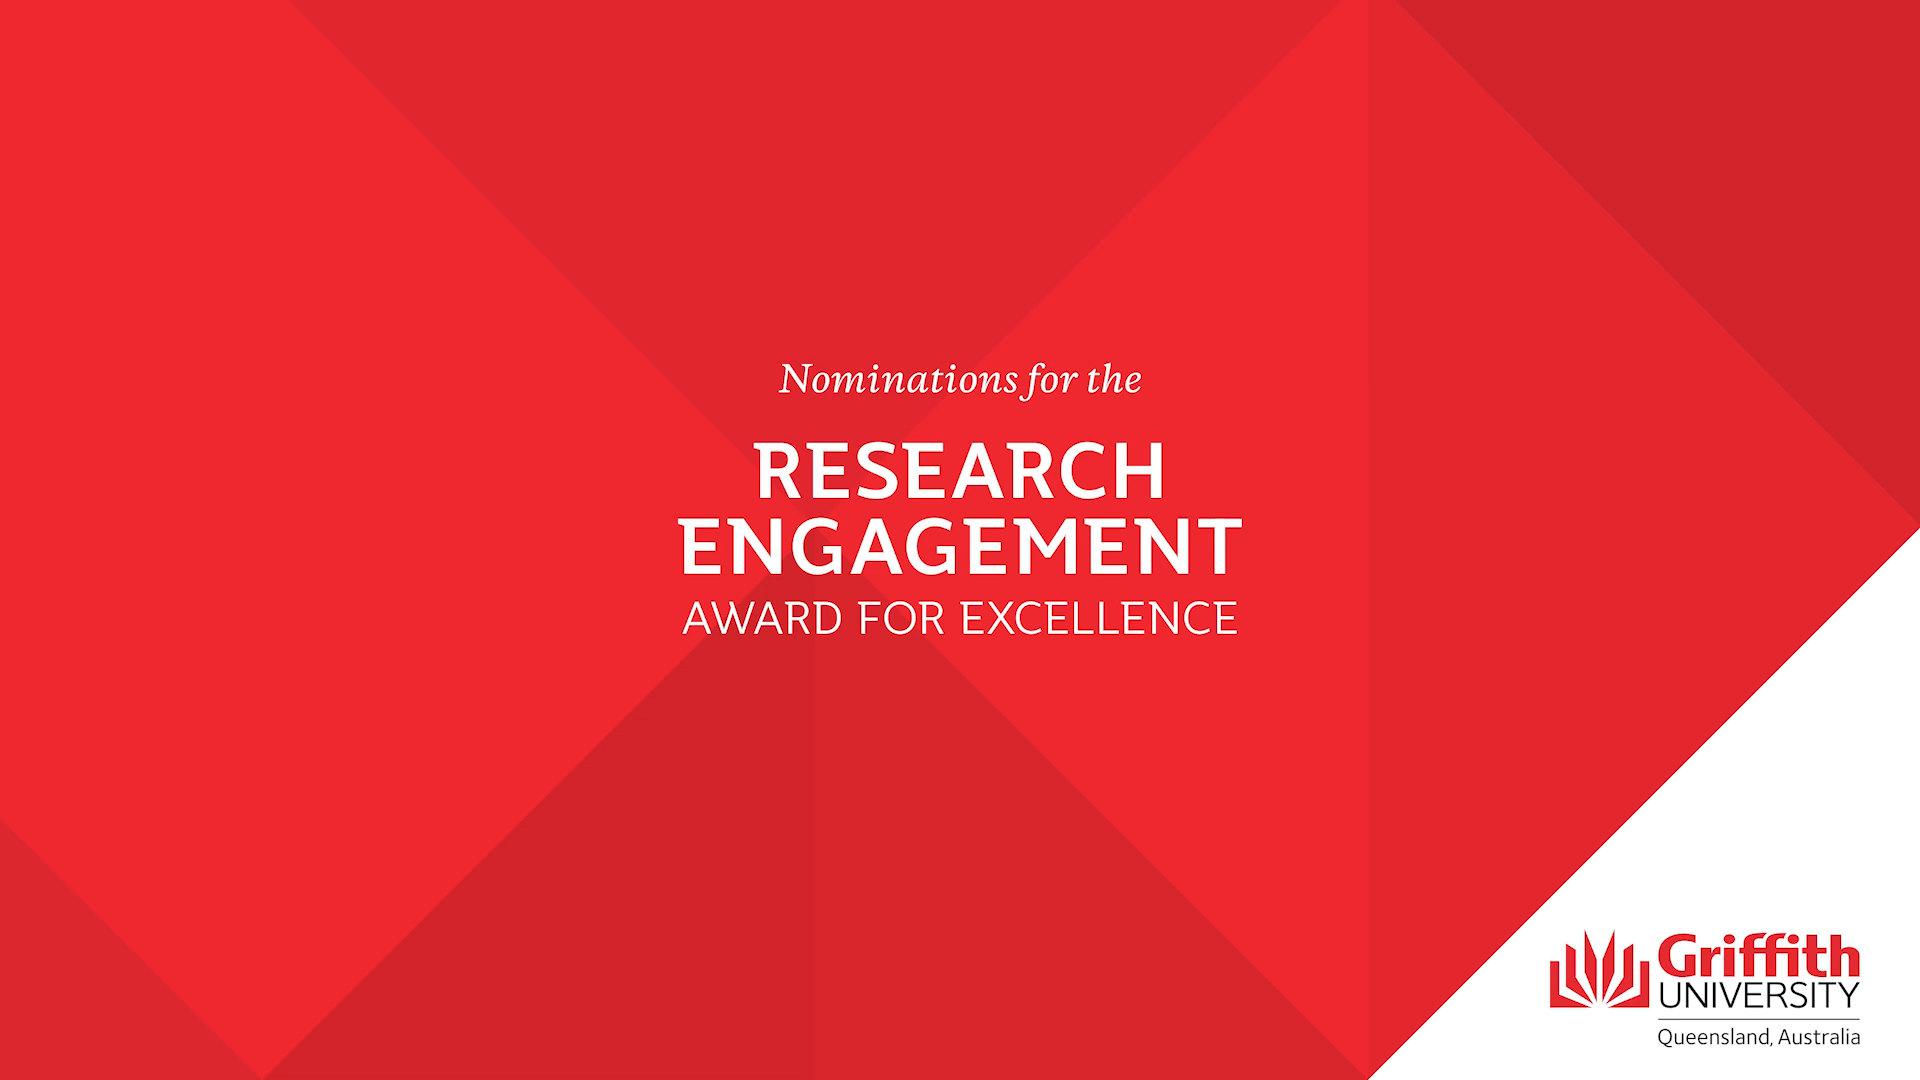 Nominations for the
RESEARCH
ENGAGEMENT
AWARD FOR EXCELLENCE
Griffith
UNIVERSITY
Queensland, Australia